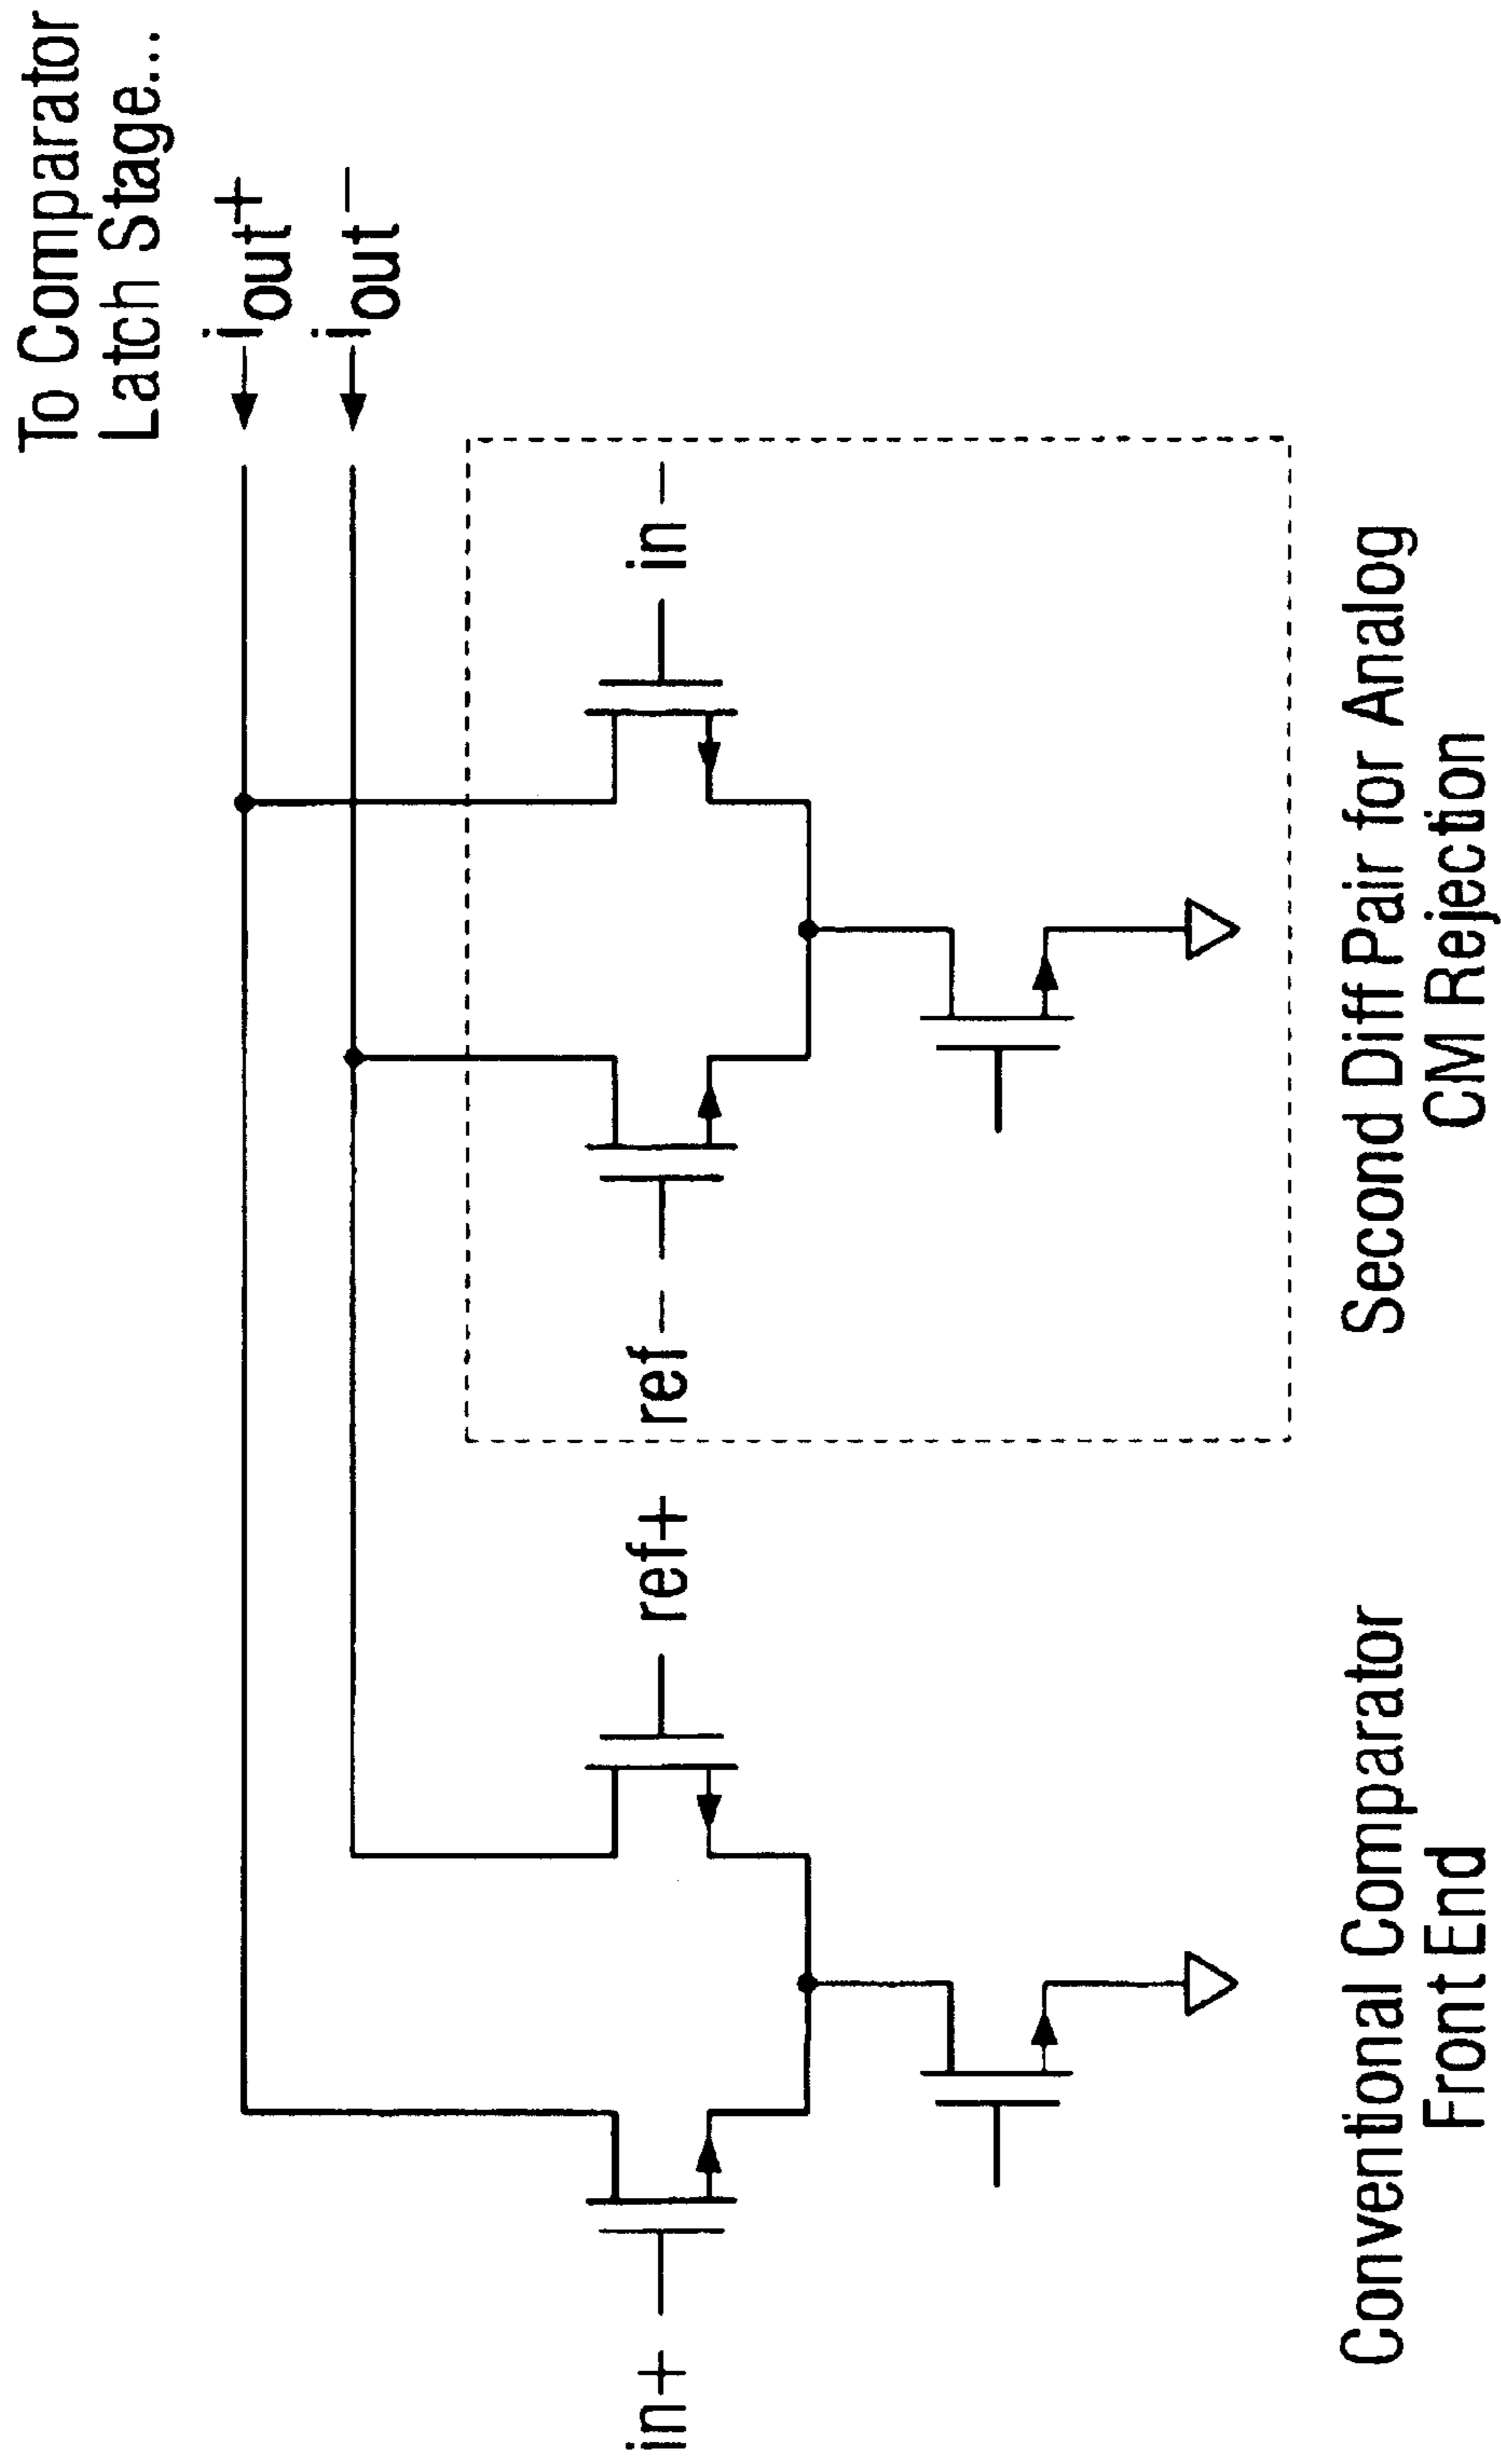 To Comparator
Latch Stage...
iout+
iout−
in+
ref+
ref−
in−
Conventional Comparator
Front End
Second Diff Pair for Analog
CM Rejection